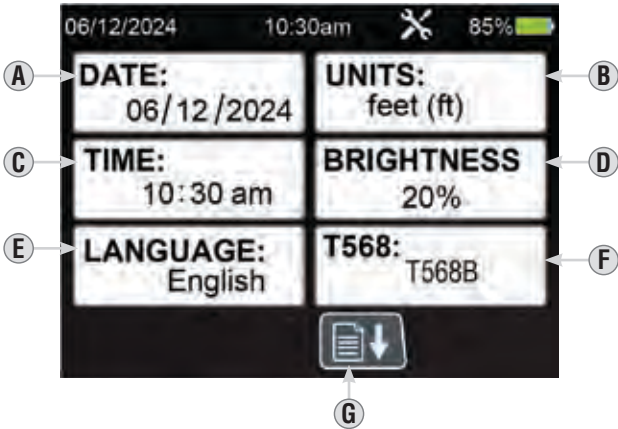 06/12/2024 10:30am 85%
A DATE: 06/12/2024
UNITS: feet (ft) B
C TIME: 10:30 am
BRIGHTNESS 20% D
E LANGUAGE: English
T568: T568B F
G